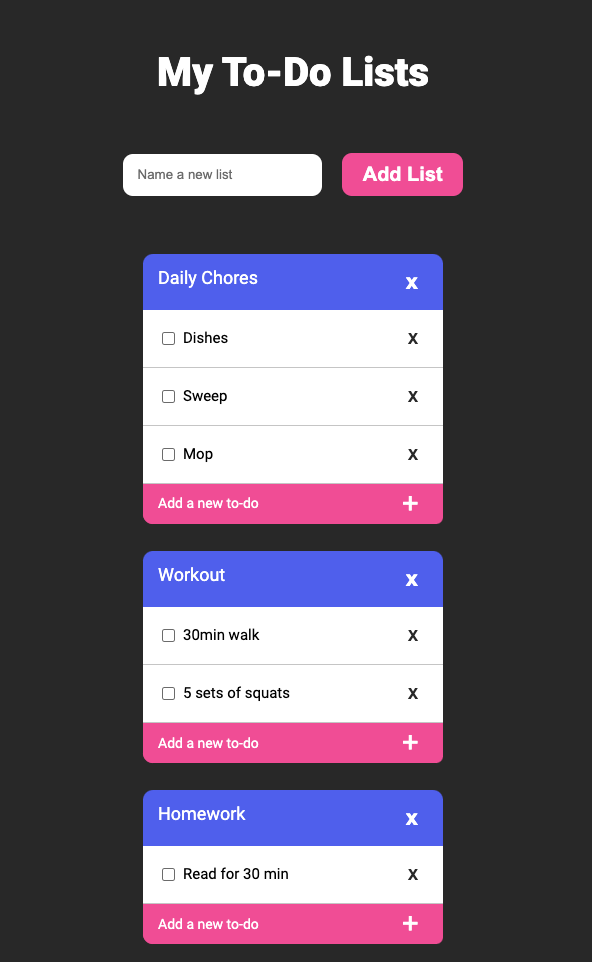 My To-Do Lists
Name a new list
Add List
Daily Chores x
Dishes X
Sweep X
Mop X
Add a new to-do +
Workout x
30min walk X
5 sets of squats X
Add a new to-do +
Homework x
Read for 30 min X
Add a new to-do +